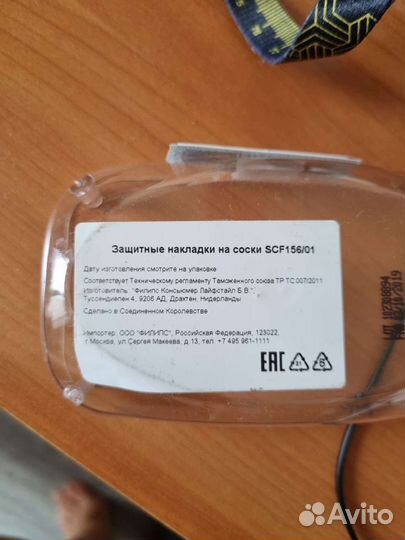 Защитные накладки на соски SCF156/01
Дату изготовления смотрите на упаковке
Соответствует Техническому регламенту Таможенного союза ТР ТС 007/2011
Изготовитель: "Филипс Консьюмер Лайфстайл Б.В.",
Туссендиепен 4, 9206 АД, Драхтен, Нидерланды
Сделано в Соединенном Королевстве
Импортер: ООО "ФИЛИПС", Российская Федерация, 123022,
г.Москва, ул.Сергея Макеева, д.13, тел. +7 495 961-1111
EAC
Avito